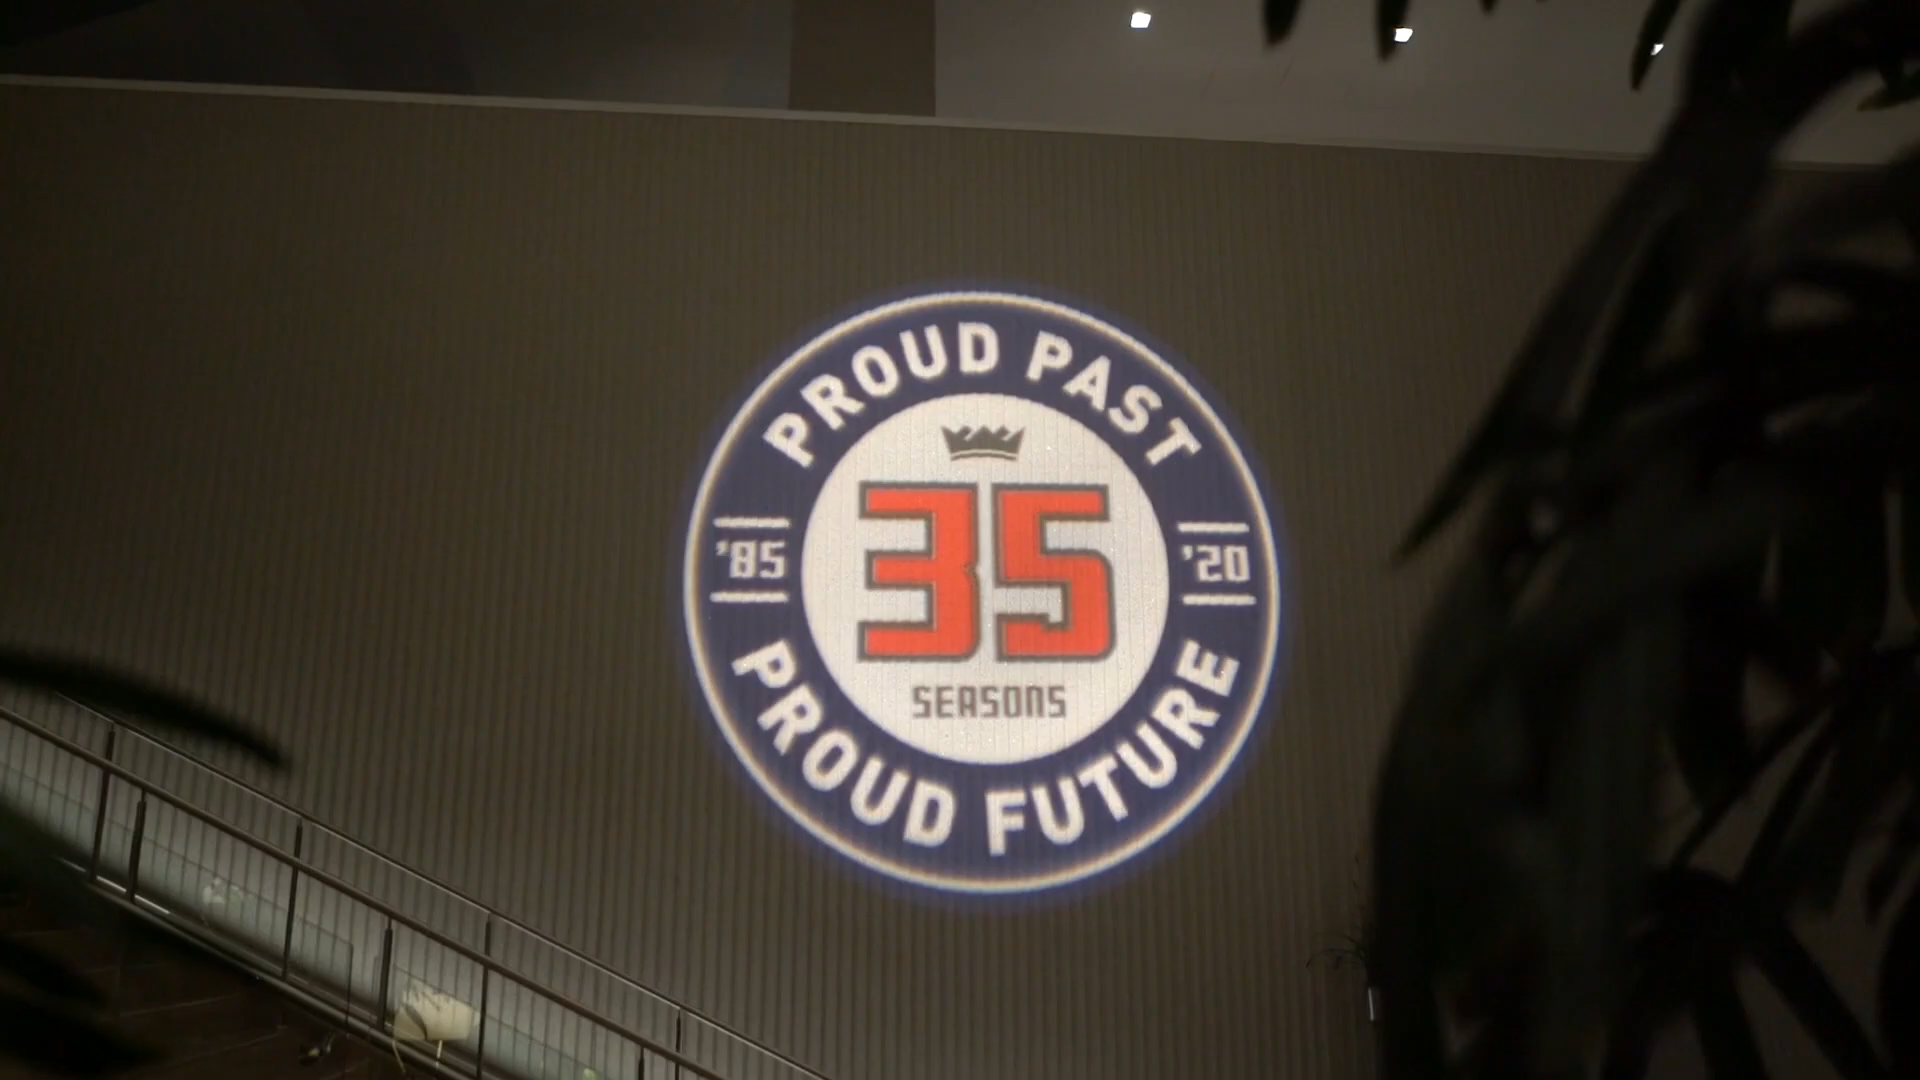 PROUD PAST
'85
35
'20
SEASONS
PROUD FUTURE